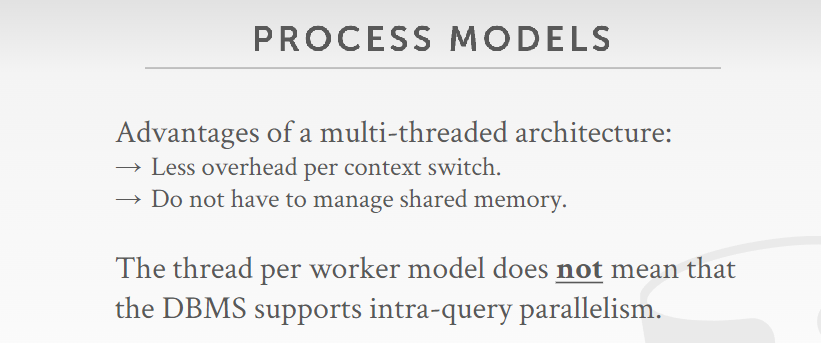 PROCESS MODELS
Advantages of a multi-threaded architecture:
→ Less overhead per context switch.
→ Do not have to manage shared memory.
The thread per worker model does not mean that
the DBMS supports intra-query parallelism.